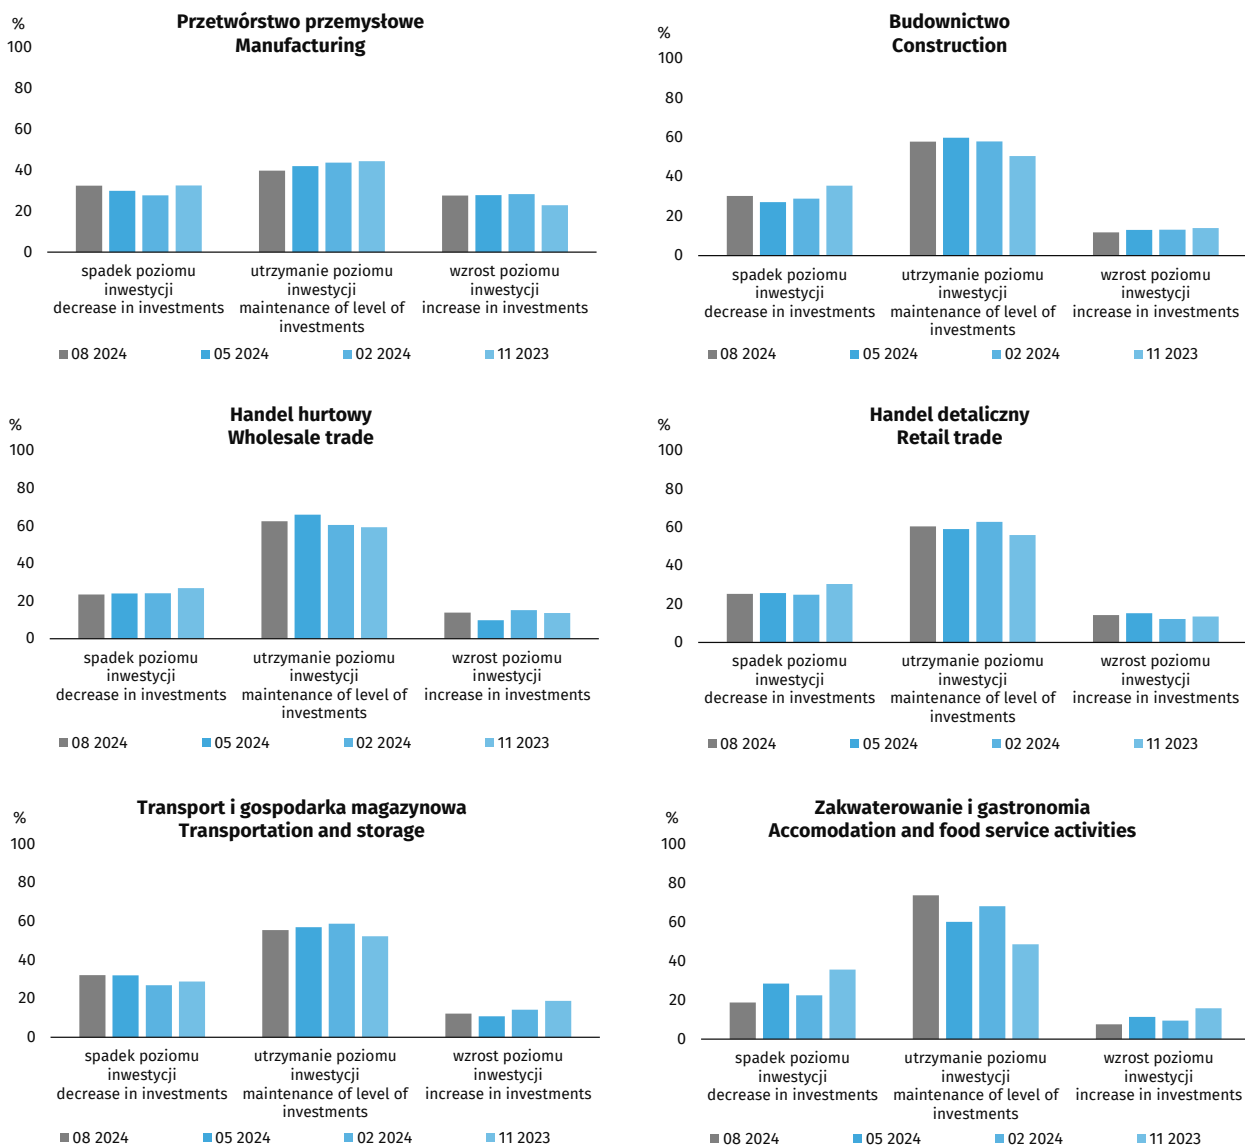 Przetwórstwo przemysłowe
Manufacturing
%
100
80
60
40
20
0
spadek poziomu
inwestycji
decrease in investments
utrzymanie poziomu
inwestycji
maintenance of level of
investments
wzrost poziomu
inwestycji
increase in investments
08 2024
05 2024
02 2024
11 2023
Budownictwo
Construction
%
100
80
60
40
20
0
spadek poziomu
inwestycji
decrease in investments
utrzymanie poziomu
inwestycji
maintenance of level of
investments
wzrost poziomu
inwestycji
increase in investments
08 2024
05 2024
02 2024
11 2023
Handel hurtowy
Wholesale trade
%
100
80
60
40
20
0
spadek poziomu
inwestycji
decrease in investments
utrzymanie poziomu
inwestycji
maintenance of level of
investments
wzrost poziomu
inwestycji
increase in investments
08 2024
05 2024
02 2024
11 2023
Handel detaliczny
Retail trade
%
100
80
60
40
20
0
spadek poziomu
inwestycji
decrease in investments
utrzymanie poziomu
inwestycji
maintenance of level of
investments
wzrost poziomu
inwestycji
increase in investments
08 2024
05 2024
02 2024
11 2023
Transport i gospodarka magazynowa
Transportation and storage
%
100
80
60
40
20
0
spadek poziomu
inwestycji
decrease in investments
utrzymanie poziomu
inwestycji
maintenance of level of
investments
wzrost poziomu
inwestycji
increase in investments
08 2024
05 2024
02 2024
11 2023
Zakwaterowanie i gastronomia
Accomodation and food service activities
%
100
80
60
40
20
0
spadek poziomu
inwestycji
decrease in investments
utrzymanie poziomu
inwestycji
maintenance of level of
investments
wzrost poziomu
inwestycji
increase in investments
08 2024
05 2024
02 2024
11 2023